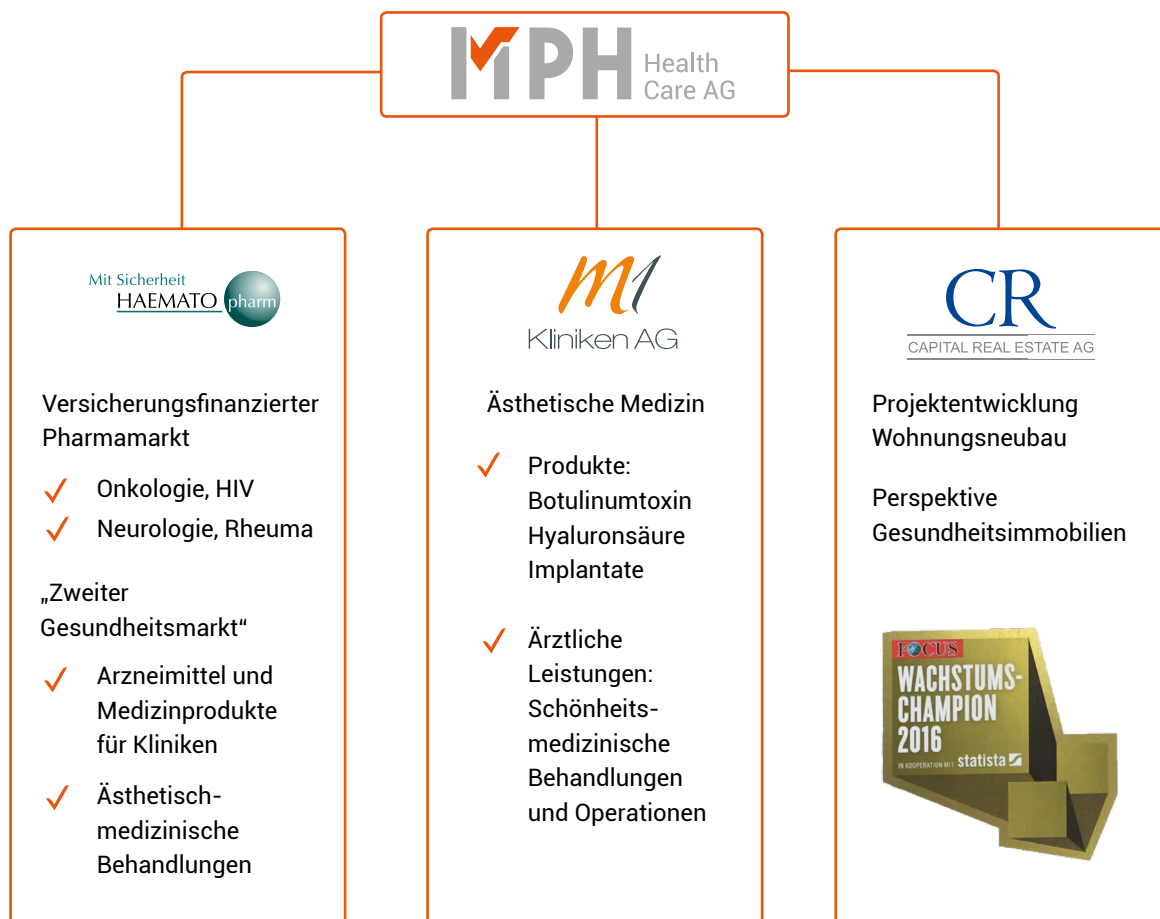 MPH Health
Care AG
Mit Sicherheit
HAEMATO pharm
Versicherungsfinanzierter
Pharmamarkt
Onkologie, HIV
Neurologie, Rheuma
„Zweiter
Gesundheitsmarkt“
Arzneimittel und
Medizinprodukte
für Kliniken
Ästhetisch-
medizinische
Behandlungen
m1
Kliniken AG
Ästhetische Medizin
Produkte:
Botulinumtoxin
Hyaluronsäure
Implantate
Ärztliche
Leistungen:
Schönheits-
medizinische
Behandlungen
und Operationen
CR
CAPITAL REAL ESTATE AG
Projektentwicklung
Wohnungsneubau
Perspektive
Gesundheitsimmobilien
FOCUS
WACHSTUMS-
CHAMPION
2016
IN KOOPERATION MIT statista